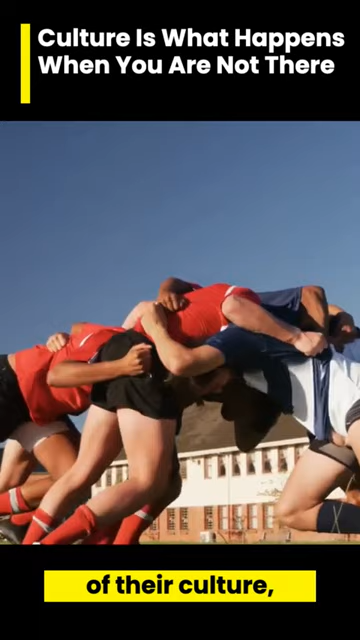 Culture Is What Happens
When You Are Not There
of their culture,